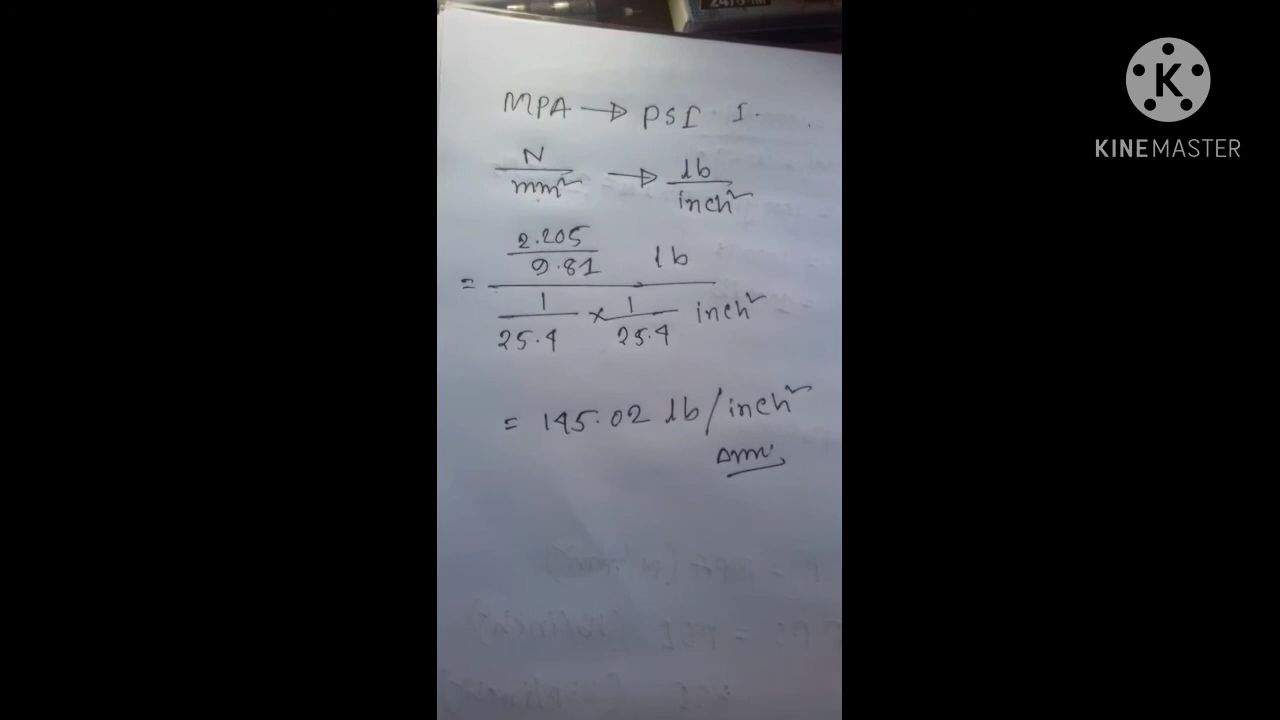 MPA → PSI I.
N/mm² → lb/inch²
= (2.205/9.81 lb) / (1/25.4 × 1/25.4 inch²)
= 145.02 lb/inch²
Ans.
KINEMASTER